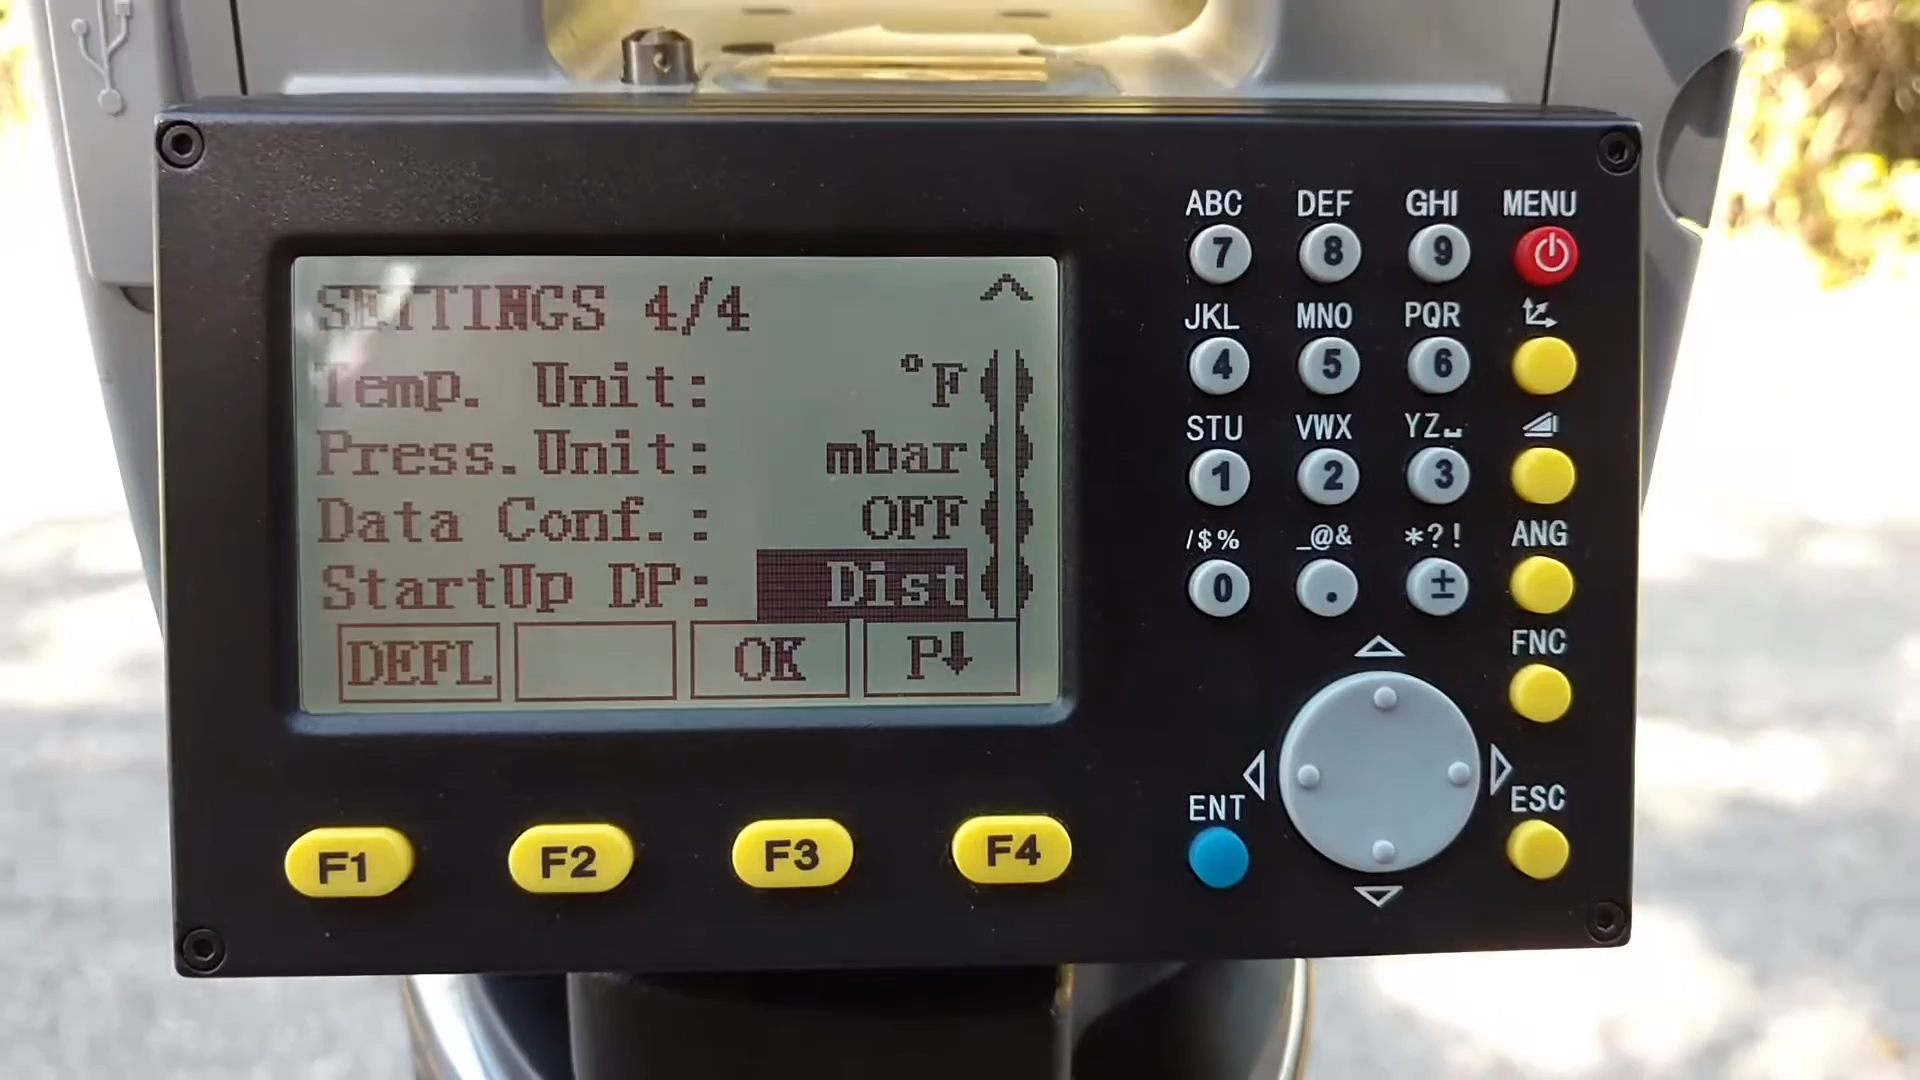 SETTINGS 4/4
Temp. Unit: °F
Press.Unit: mbar
Data Conf.: OFF
StartUp DP: Dist
DEFL OK P↓
F1 F2 F3 F4
ABC DEF GHI MENU
7 8 9
JKL MNO PQR
4 5 6
STU VWX YZ␣
1 2 3
/$% _@& *?! ANG
0 . ±
FNC
ENT ESC